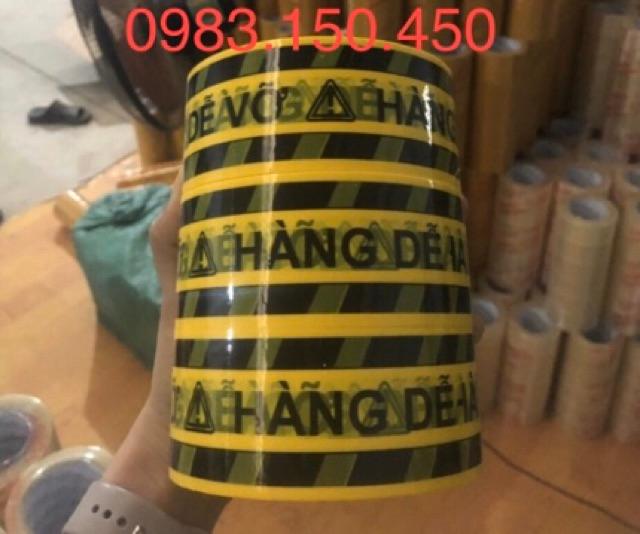 0983.150.450
DỄ VỠ ⚠ HÀNG
⚠ HÀNG DỄ
⚠ HÀNG DỄ